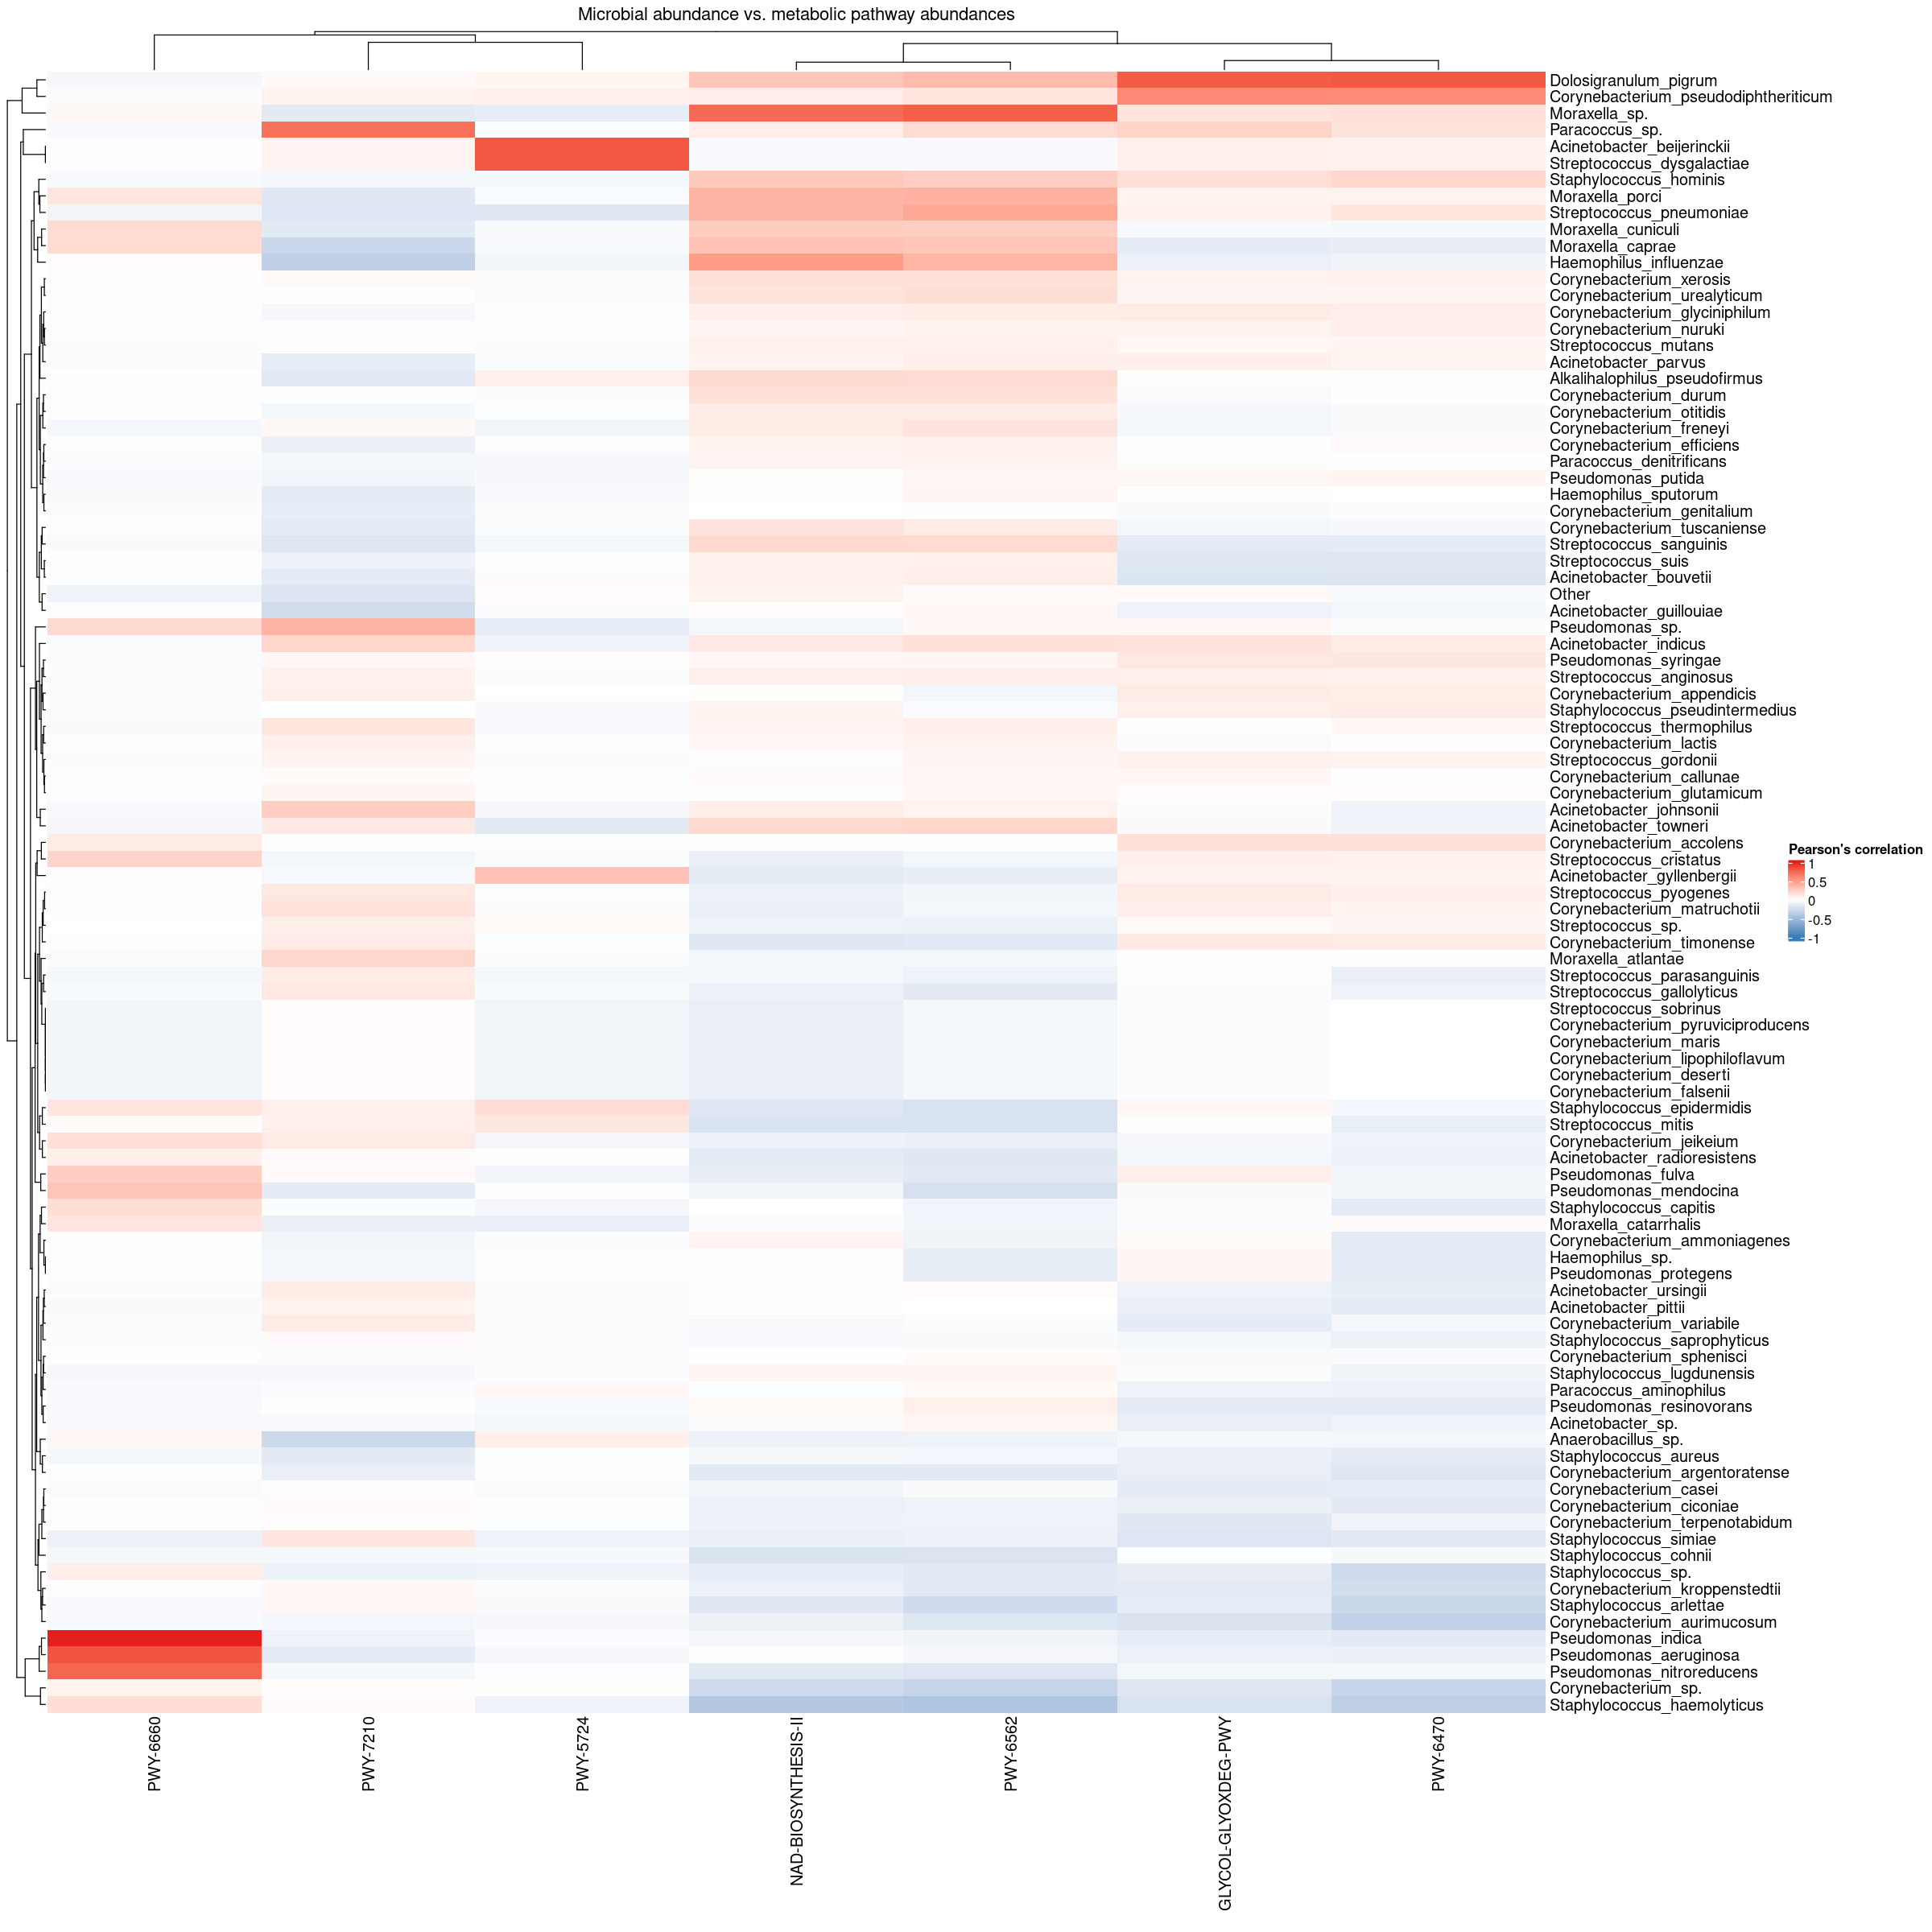 Microbial abundance vs. metabolic pathway abundances
Dolosigranulum_pigrum
Corynebacterium_pseudodiphtheriticum
Moraxella_sp.
Paracoccus_sp.
Acinetobacter_beijerinckii
Streptococcus_dysgalactiae
Staphylococcus_hominis
Moraxella_porci
Streptococcus_pneumoniae
Moraxella_cuniculi
Moraxella_caprae
Haemophilus_influenzae
Corynebacterium_xerosis
Corynebacterium_urealyticum
Corynebacterium_glyciniphilum
Corynebacterium_nuruki
Streptococcus_mutans
Acinetobacter_parvus
Alkalihalophilus_pseudofirmus
Corynebacterium_durum
Corynebacterium_otitidis
Corynebacterium_freneyi
Corynebacterium_efficiens
Paracoccus_denitrificans
Pseudomonas_putida
Haemophilus_sputorum
Corynebacterium_genitalium
Corynebacterium_tuscaniense
Streptococcus_sanguinis
Streptococcus_suis
Acinetobacter_bouvetii
Other
Acinetobacter_guillouiae
Pseudomonas_sp.
Acinetobacter_indicus
Pseudomonas_syringae
Streptococcus_anginosus
Corynebacterium_appendicis
Staphylococcus_pseudintermedius
Streptococcus_thermophilus
Corynebacterium_lactis
Streptococcus_gordonii
Corynebacterium_callunae
Corynebacterium_glutamicum
Acinetobacter_johnsonii
Acinetobacter_towneri
Corynebacterium_accolens
Streptococcus_cristatus
Acinetobacter_gyllenbergii
Streptococcus_pyogenes
Corynebacterium_matruchotii
Streptococcus_sp.
Corynebacterium_timonense
Moraxella_atlantae
Streptococcus_parasanguinis
Streptococcus_gallolyticus
Streptococcus_sobrinus
Corynebacterium_pyruviciproducens
Corynebacterium_maris
Corynebacterium_lipophiloflavum
Corynebacterium_deserti
Corynebacterium_falsenii
Staphylococcus_epidermidis
Streptococcus_mitis
Corynebacterium_jeikeium
Acinetobacter_radioresistens
Pseudomonas_fulva
Pseudomonas_mendocina
Staphylococcus_capitis
Moraxella_catarrhalis
Corynebacterium_ammoniagenes
Haemophilus_sp.
Pseudomonas_protegens
Acinetobacter_ursingii
Acinetobacter_pittii
Corynebacterium_variabile
Staphylococcus_saprophyticus
Corynebacterium_sphenisci
Staphylococcus_lugdunensis
Paracoccus_aminophilus
Pseudomonas_resinovorans
Acinetobacter_sp.
Anaerobacillus_sp.
Staphylococcus_aureus
Corynebacterium_argentoratense
Corynebacterium_casei
Corynebacterium_ciconiae
Corynebacterium_terpenotabidum
Staphylococcus_simiae
Staphylococcus_cohnii
Staphylococcus_sp.
Corynebacterium_kroppenstedtii
Staphylococcus_arlettae
Corynebacterium_aurimucosum
Pseudomonas_indica
Pseudomonas_aeruginosa
Pseudomonas_nitroreducens
Corynebacterium_sp.
Staphylococcus_haemolyticus
PWY-6660
PWY-7210
PWY-5724
NAD-BIOSYNTHESIS-II
PWY-6562
GLYCOL-GLYOXDEG-PWY
PWY-6470
Pearson's correlation
1
0.5
0
-0.5
-1